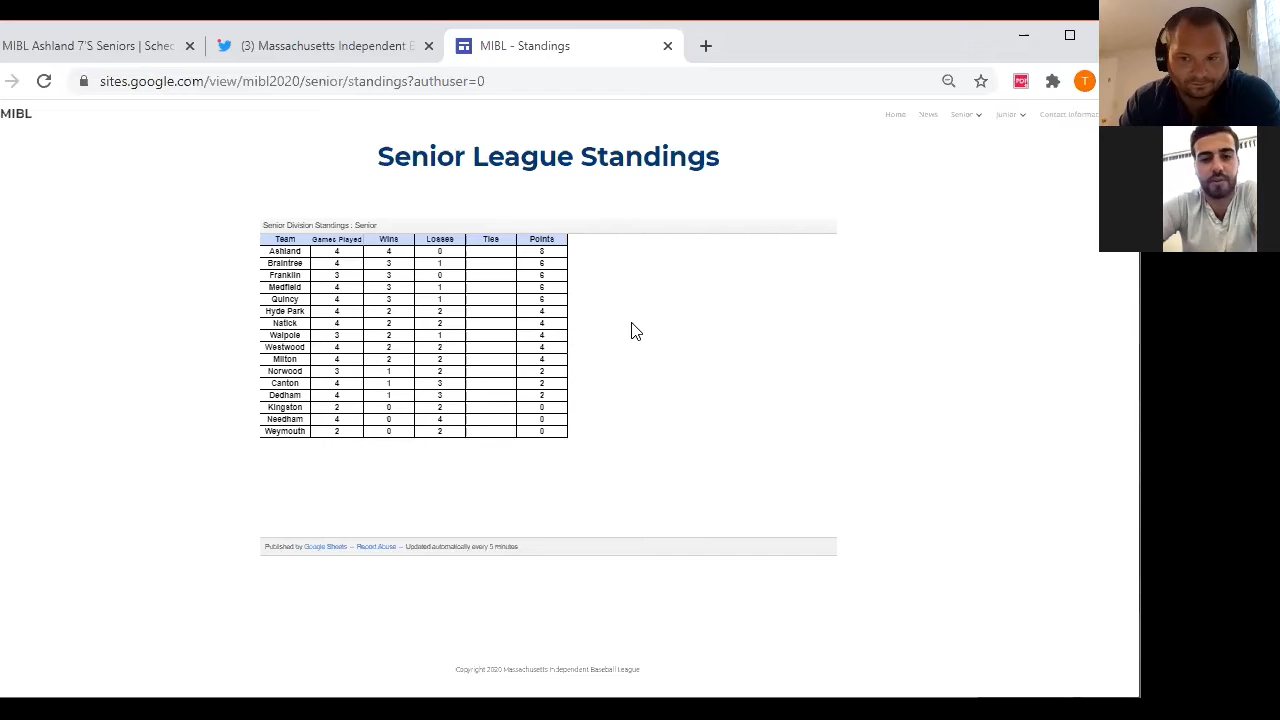 MIBL Ashland 7'S Seniors | Sched
(3) Massachusetts Independent B
MIBL - Standings
sites.google.com/view/mibl2020/senior/standings?authuser=0
PDF
T
MIBL
Home News Senior Junior Contact Informat
Senior League Standings
Senior Division Standings : Senior
Team Games Played Wins Losses Ties Points
Ashland 4 4 0 8
Braintree 4 3 1 6
Franklin 3 3 0 6
Medfield 4 3 1 6
Quincy 4 3 1 6
Hyde Park 4 2 2 4
Natick 4 2 2 4
Walpole 3 2 1 4
Westwood 4 2 2 4
Milton 4 2 2 4
Norwood 3 1 2 2
Canton 4 1 3 2
Dedham 4 1 3 2
Kingston 2 0 2 0
Needham 4 0 4 0
Weymouth 2 0 2 0
Published by Google Sheets – Report Abuse – Updated automatically every 5 minutes
Copyright 2020 Massachusetts Independent Baseball League